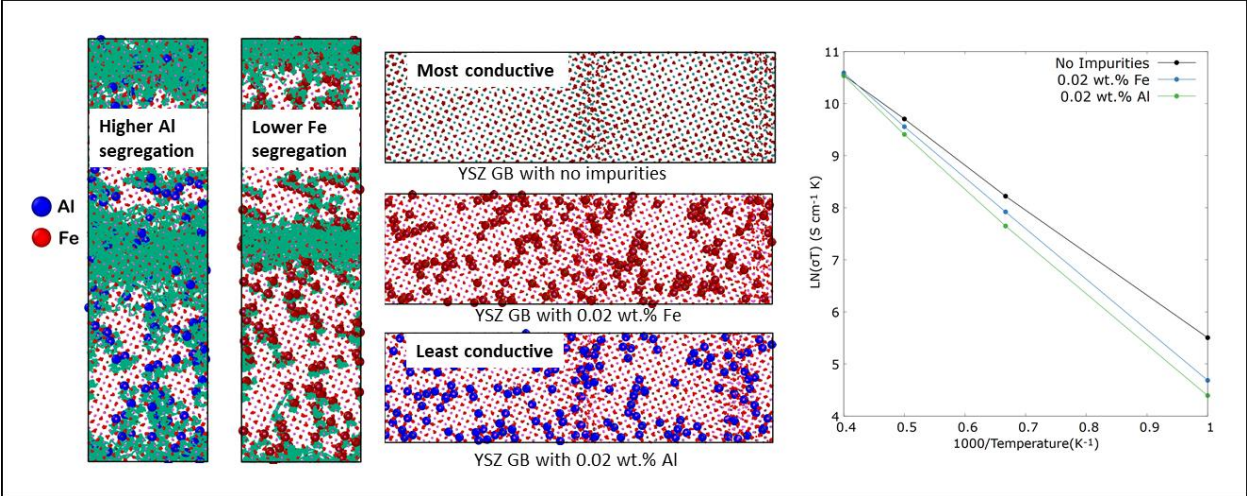 Higher Al
segregation
Lower Fe
segregation
Al
Fe
Most conductive
YSZ GB with no impurities
YSZ GB with 0.02 wt.% Fe
Least conductive
YSZ GB with 0.02 wt.% Al
No Impurities
0.02 wt.% Fe
0.02 wt.% Al
LN(σT) (S cm⁻¹ K)
11
10
9
8
7
6
5
4
0.4
0.5
0.6
0.7
0.8
0.9
1
1000/Temperature(K⁻¹)